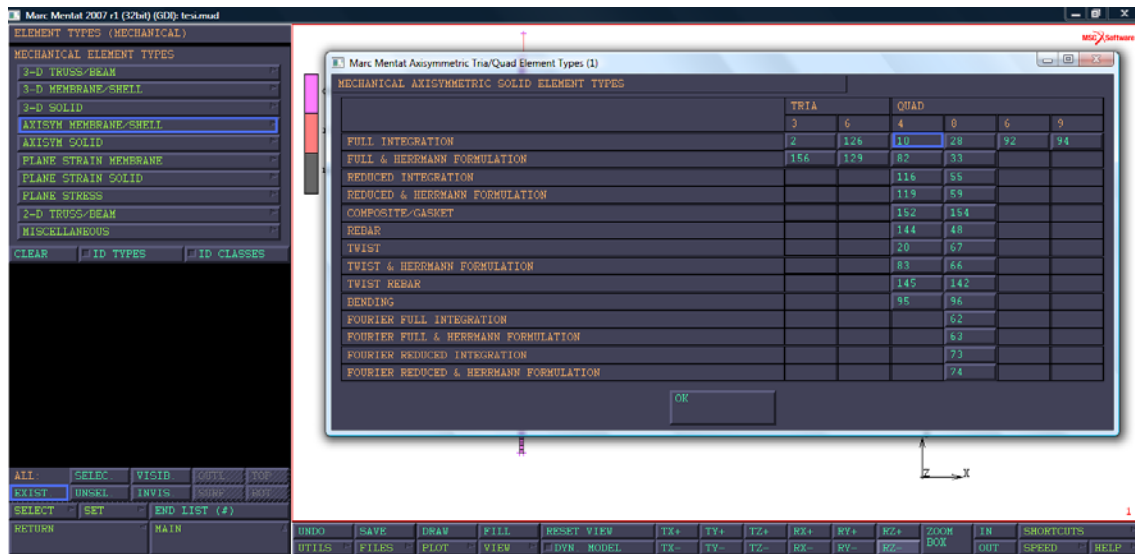 Marc Mentat 2007 r1 (32bit) (GDI): tesi.mud
ELEMENT TYPES (MECHANICAL)
MECHANICAL ELEMENT TYPES
3-D TRUSS/BEAM
3-D MEMBRANE/SHELL
3-D SOLID
AXISYM MEMBRANE/SHELL
AXISYM SOLID
PLANE STRAIN MEMBRANE
PLANE STRAIN SOLID
PLANE STRESS
2-D TRUSS/BEAM
MISCELLANEOUS
CLEAR ID TYPES ID CLASSES
MSC Software
Marc Mentat Axisymmetric Tria/Quad Element Types (1)
MECHANICAL AXISYMMETRIC SOLID ELEMENT TYPES
TRIA QUAD
3 6 4 8 6 9
FULL INTEGRATION 2 126 10 28 92 94
FULL & HERRMANN FORMULATION 156 129 82 33
REDUCED INTEGRATION 116 55
REDUCED & HERRMANN FORMULATION 119 59
COMPOSITE/GASKET 152 154
REBAR 144 48
TWIST 20 67
TWIST & HERRMANN FORMULATION 83 66
TWIST REBAR 145 142
BENDING 95 96
FOURIER FULL INTEGRATION 62
FOURIER FULL & HERRMANN FORMULATION 63
FOURIER REDUCED INTEGRATION 73
FOURIER REDUCED & HERRMANN FORMULATION 74
OK
Z X
1
ALL: SELEC. VISIB. OUTL. TOP
EXIST. UNSEL. INVIS. SURF. BOT.
SELECT SET END LIST (#)
RETURN MAIN
UNDO SAVE DRAW FILL RESET VIEW TX+ TY+ TZ+ RX+ RY+ RZ+ ZOOM BOX IN SHORTCUTS
UTILS FILES PLOT VIEW DYN. MODEL TX- TY- TZ- RX- RY- RZ- OUT SPEED HELP